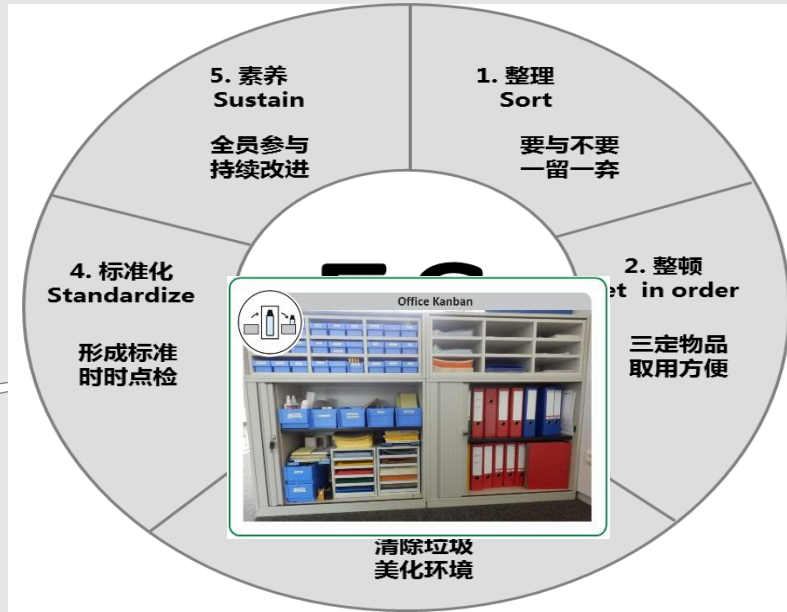 5. 素养
Sustain
全员参与
持续改进
1. 整理
Sort
要与不要
一留一弃
4. 标准化
Standardize
形成标准
时时点检
2. 整顿
et in order
三定物品
取用方便
Office Kanban
清除垃圾
美化环境